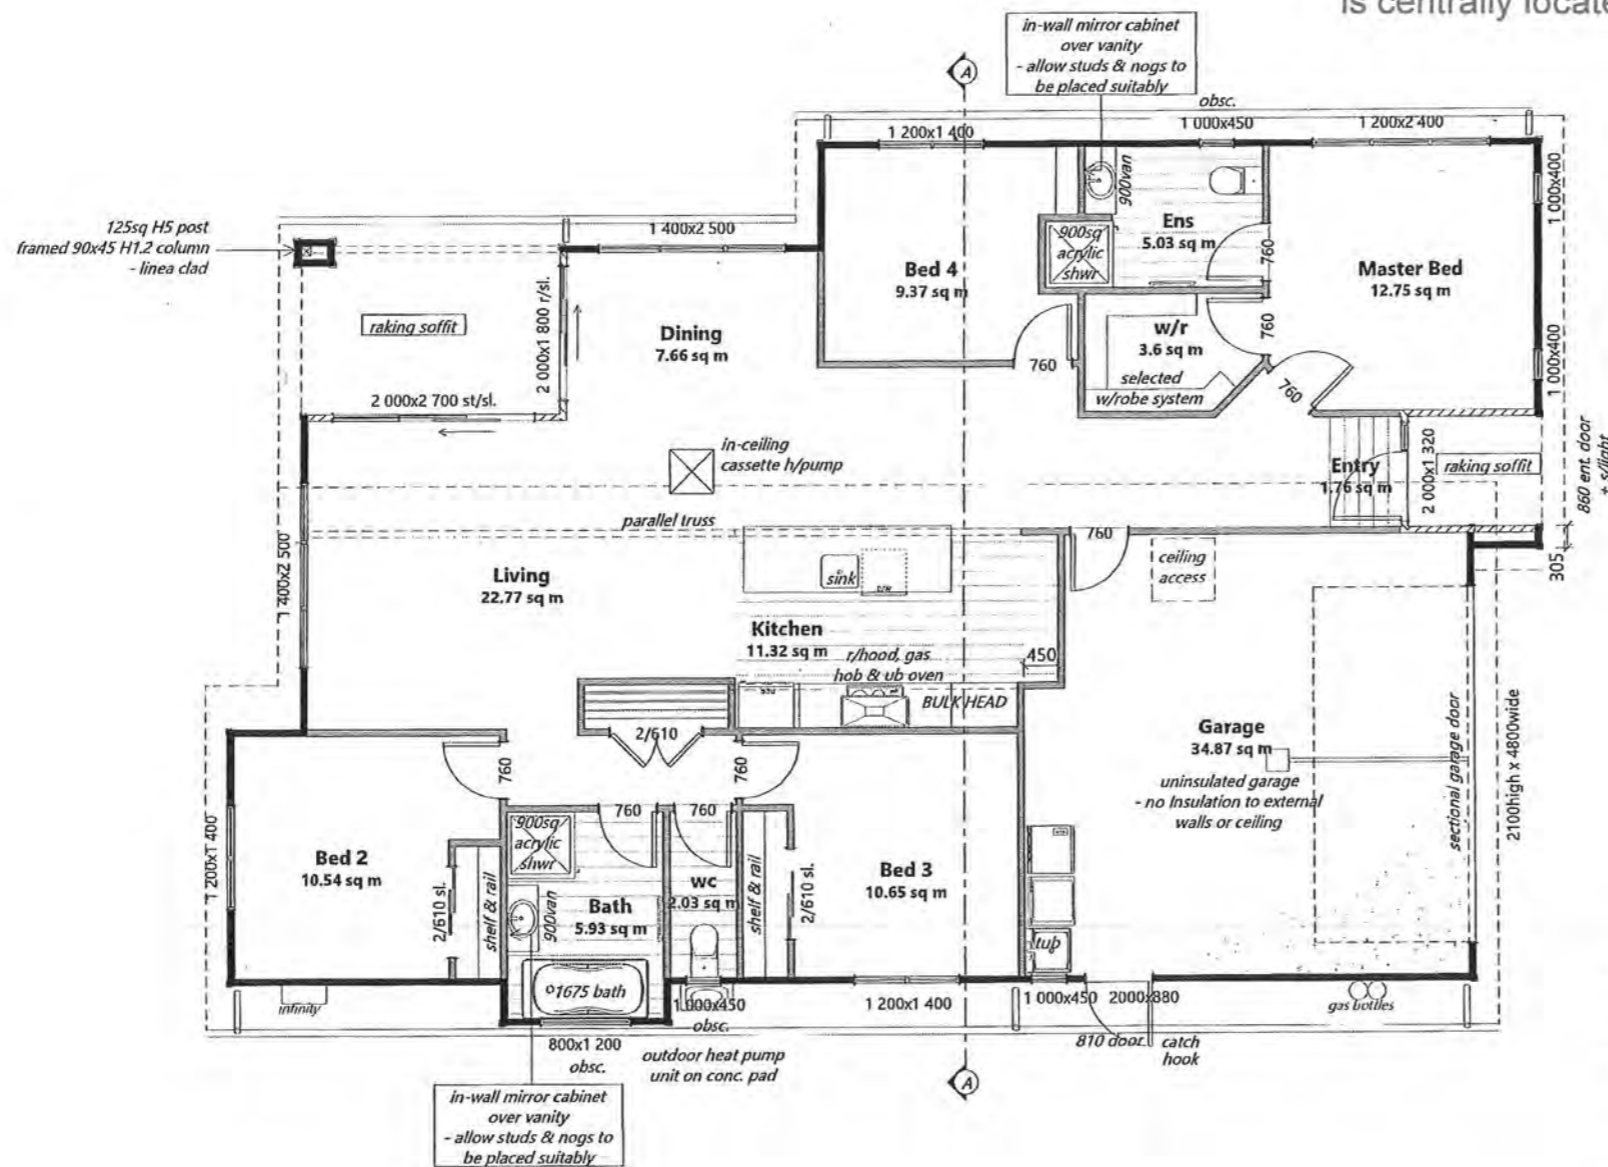 is centrally locate
in-wall mirror cabinet
over vanity
- allow studs & nogs to
be placed suitably
A
obsc.
1 200x1 400
1 000x450
1 200x2 400
125sq H5 post
framed 90x45 H1.2 column
- linea clad
1 400x2 500
900van
Ens
5.03 sq m
760
1 000x400
900sq
acrylic
shwr
Bed 4
9.37 sq m
Master Bed
12.75 sq m
raking soffit
2 000x1 800 r/sl.
Dining
7.66 sq m
w/r
3.6 sq m
760
760
selected
w/robe system
760
1 000x400
2 000x2 700 st/sl.
in-ceiling
cassette h/pump
Entry
1.76 sq m
2 000x1 320
raking soffit
860 ent. door
+ s/light
parallel truss
760
1 400x2 500
Living
22.77 sq m
sink
ceiling
access
305
Kitchen
11.32 sq m
r/hood, gas
hob & ub oven
450
BULK HEAD
Garage
34.87 sq m
uninsulated garage
- no Insulation to external
walls or ceiling
sectional garage door
2100high x 4800wide
2/610
760
760
760
760
1 200x1 400
Bed 2
10.54 sq m
2/610 sl.
shelf & rail
900sq
acrylic
shwr
900van
Bath
5.93 sq m
wc
2.03 sq m
shelf & rail
2/610 sl.
Bed 3
10.65 sq m
tub
1675 bath
infinity
1 000x450
obsc.
1 200x1 400
1 000x450
2000x880
gas bottles
800x1 200
obsc.
outdoor heat pump
unit on conc. pad
810 door
catch
hook
A
in-wall mirror cabinet
over vanity
- allow studs & nogs to
be placed suitably